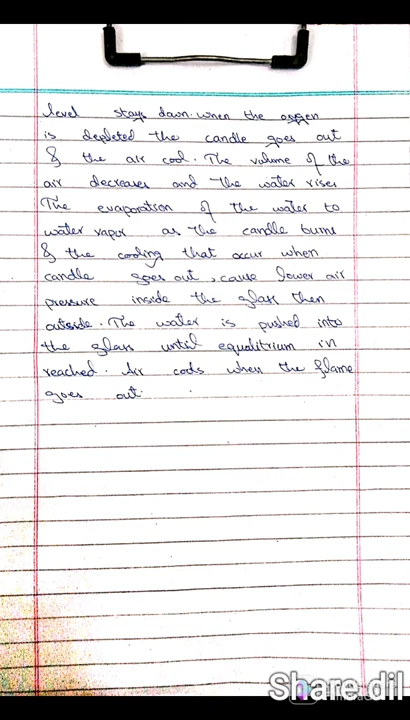 level stays down. when the oxygen
is depleted the candle goes out
& the air cool. The volume of the
air decreases and the water rises
The evaporation of the water to
water vapor as the candle burns
& the cooling that occur when
candle goes out, cause lower air
pressure inside the glass then
outside. The water is pushed into
the glass until equalitrium in
reached. Air cools when the flame
goes out.
Share.dil